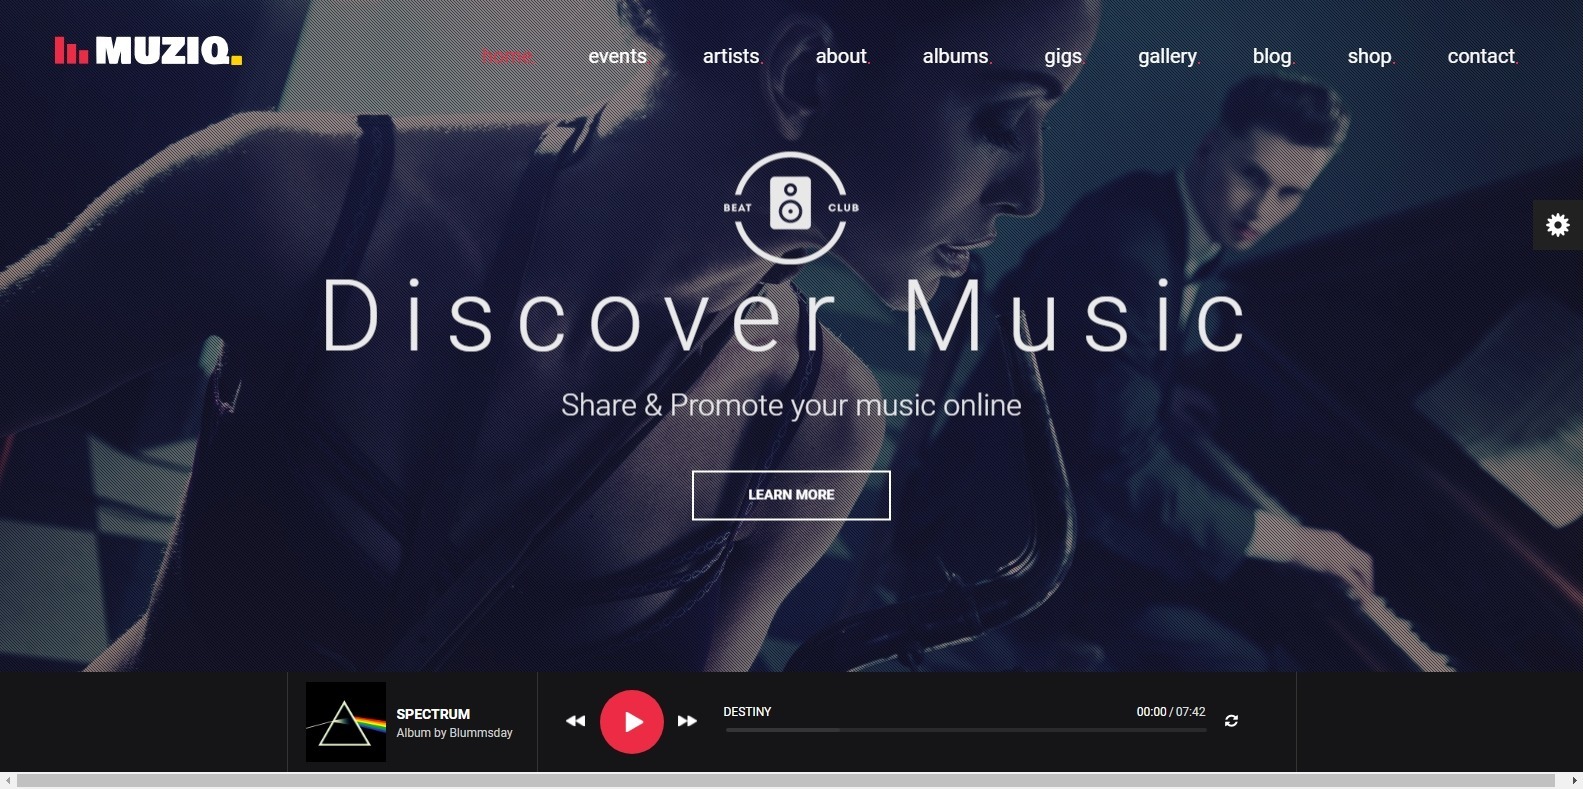 MUZIQ.
home. events. artists. about. albums. gigs. gallery. blog. shop. contact.
BEAT CLUB
Discover Music
Share & Promote your music online
LEARN MORE
SPECTRUM
Album by Blummsday
DESTINY
00:00 / 07:42